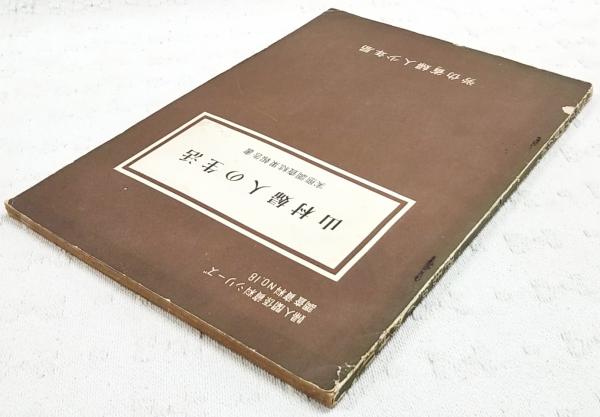 婦人関係資料シリーズ
調査資料NO.18
山村婦人の生活
実態調査結果報告書
労働省婦人少年局